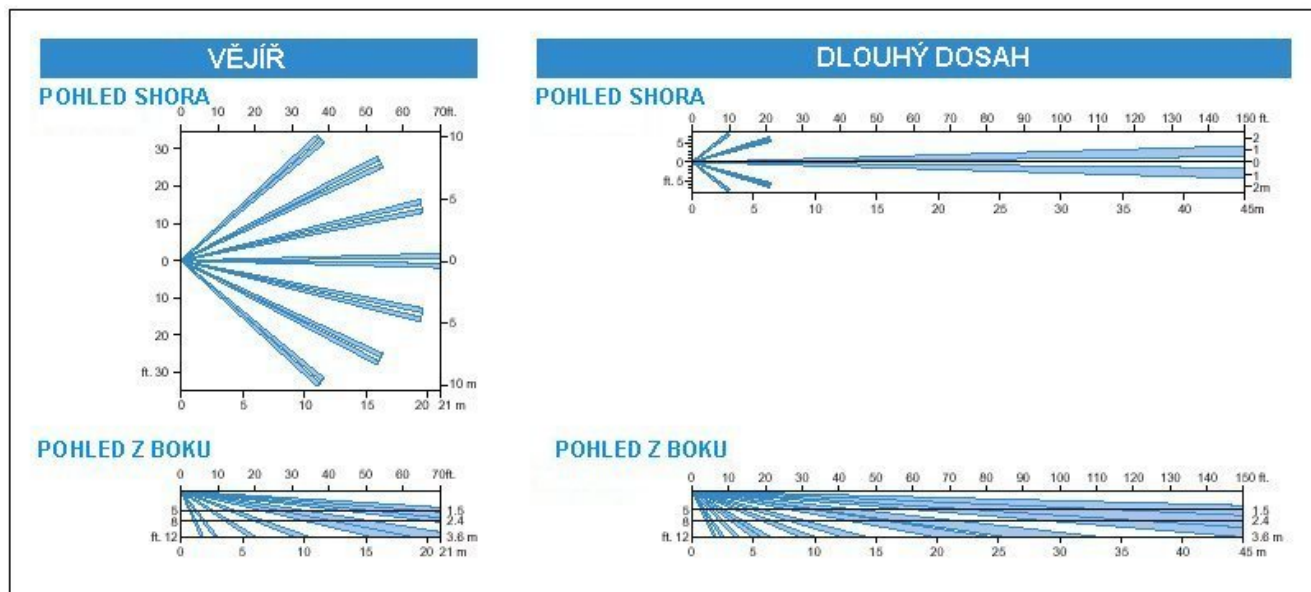 VĚJÍŘ
POHLED SHORA
0 10 20 30 40 50 60 70ft.
30
20
10
0
10
20
ft. 30
10
5
0
5
10 m
0 5 10 15 20 21 m
POHLED Z BOKU
0 10 20 30 40 50 60 70ft.
5
8
ft. 12
1.5
2.4
3.6 m
0 5 10 15 20 21 m
DLOUHÝ DOSAH
POHLED SHORA
0 10 20 30 40 50 60 70 80 90 100 110 120 130 140 150 ft.
5
0
ft. 5
2
1
0
1
2m
0 5 10 15 20 25 30 35 40 45m
POHLED Z BOKU
0 10 20 30 40 50 60 70 80 90 100 110 120 130 140 150 ft.
5
8
ft. 12
1.5
2.4
3.6 m
0 5 10 15 20 25 30 35 40 45 m